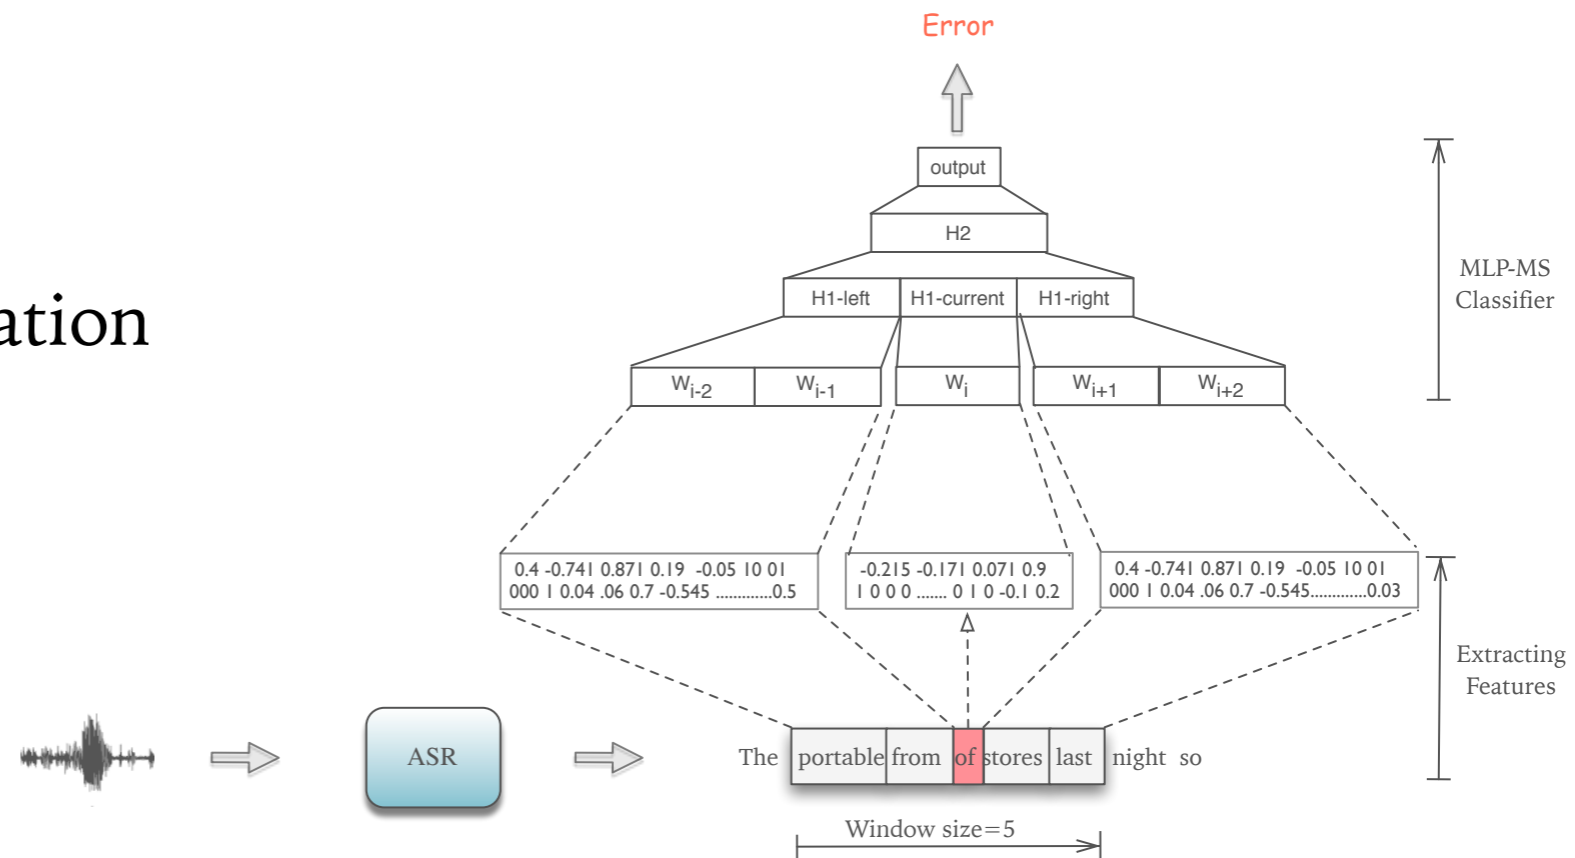 Error
output
H2
H1-left H1-current H1-right
MLP-MS
Classifier
ation
Wi-2 Wi-1 Wi Wi+1 Wi+2
0.4 -0.741 0.871 0.19 -0.05 10 01
000 1 0.04 .06 0.7 -0.545 .............0.5
-0.215 -0.171 0.071 0.9
1 0 0 0 ....... 0 1 0 -0.1 0.2
0.4 -0.741 0.871 0.19 -0.05 10 01
000 1 0.04 .06 0.7 -0.545.............0.03
Extracting
Features
ASR
The portable from of stores last night so
Window size=5